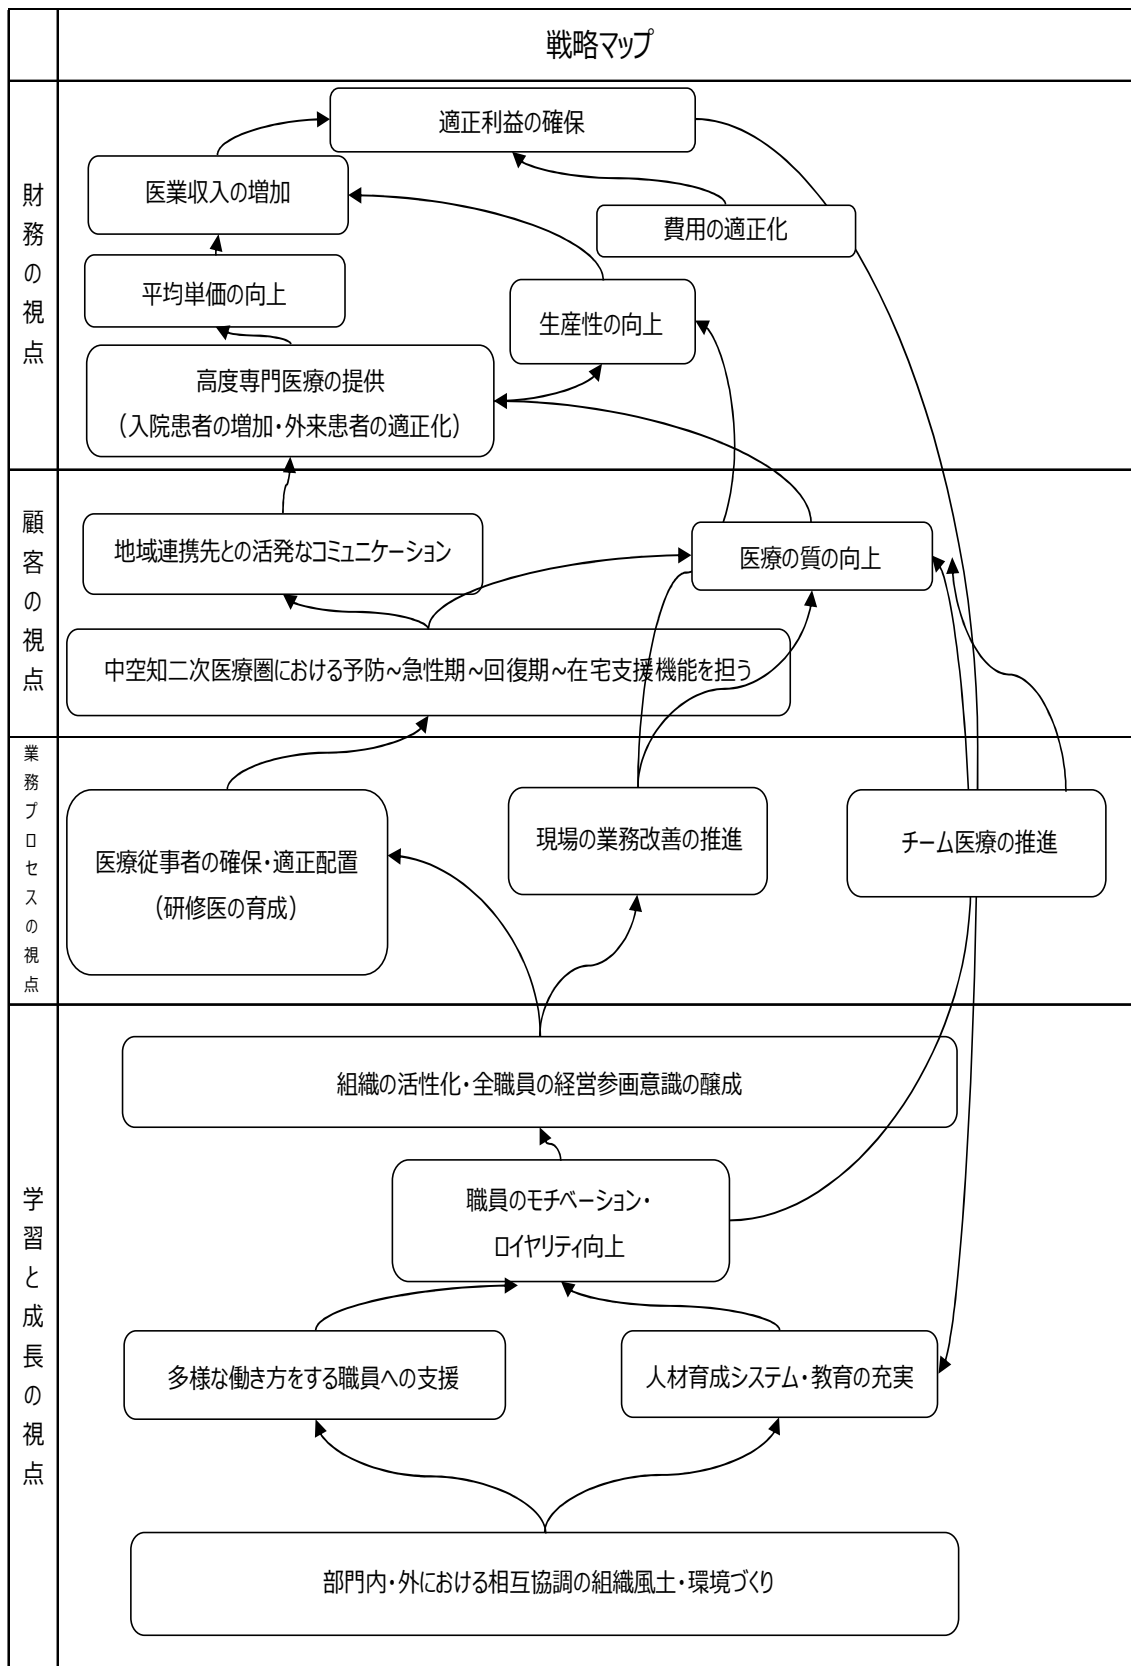 戦略マップ
財務の視点
適正利益の確保
医業収入の増加
費用の適正化
平均単価の向上
生産性の向上
高度専門医療の提供
（入院患者の増加・外来患者の適正化）
顧客の視点
地域連携先との活発なコミュニケーション
医療の質の向上
中空知二次医療圏における予防~急性期~回復期~在宅支援機能を担う
業務プロセスの視点
現場の業務改善の推進
チーム医療の推進
医療従事者の確保・適正配置
（研修医の育成）
学習と成長の視点
組織の活性化・全職員の経営参画意識の醸成
職員のモチベーション・
ロイヤリティ向上
多様な働き方をする職員への支援
人材育成システム・教育の充実
部門内・外における相互協調の組織風土・環境づくり